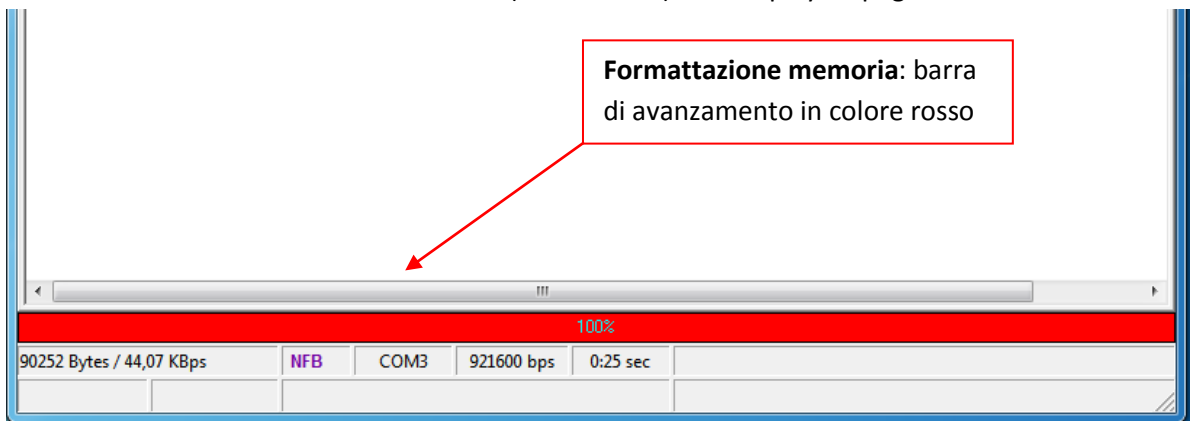 Formattazione memoria: barra
di avanzamento in colore rosso
100%
90252 Bytes / 44,07 KBps NFB COM3 921600 bps 0:25 sec